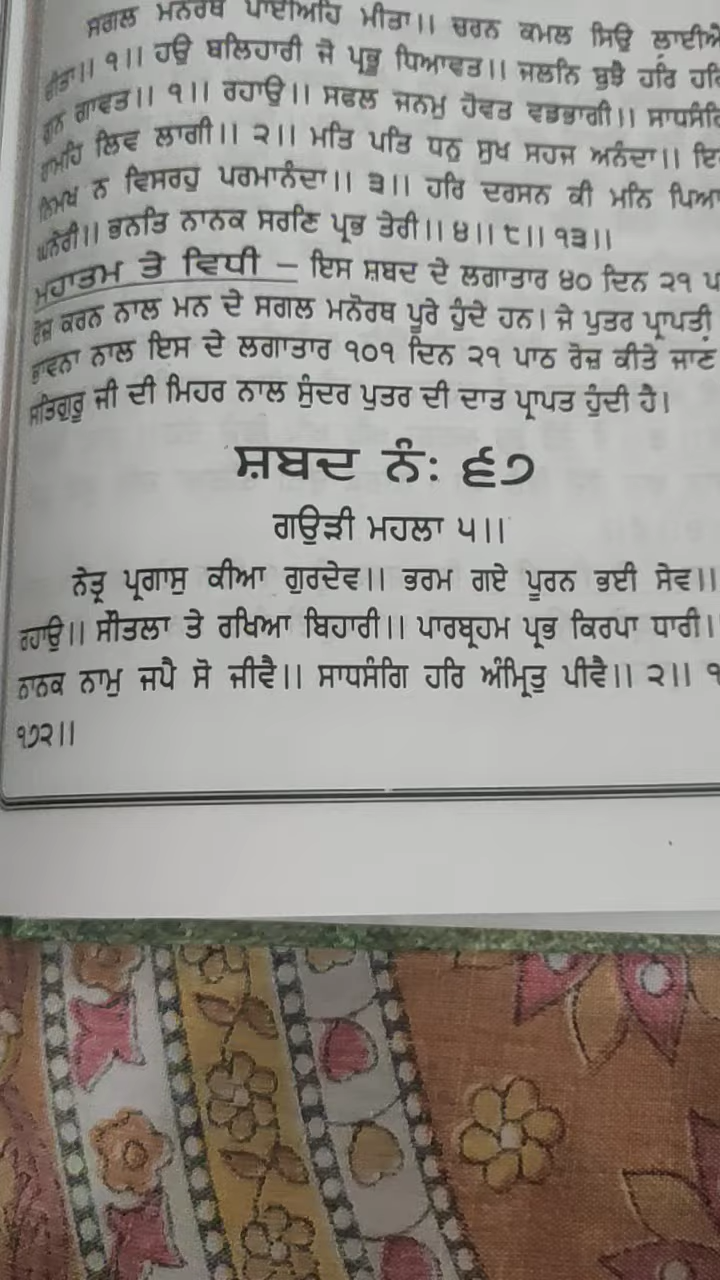 ਸਗਲ ਮਨੋਰਥ ਪਾਈਅਹਿ ਮੀਤਾ॥ ਚਰਨ ਕਮਲ ਸਿਉ ਲਾਈਐ
ਚੀਤਾ॥ ੧॥ ਹਉ ਬਲਿਹਾਰੀ ਜੋ ਪ੍ਰਭੂ ਧਿਆਵਤ॥ ਜਲਨਿ ਬੁਝੈ ਹਰਿ ਹਰਿ
ਗੁਨ ਗਾਵਤ॥ ੧॥ ਰਹਾਉ॥ ਸਫਲ ਜਨਮੁ ਹੋਵਤ ਵਡਭਾਗੀ॥ ਸਾਧਸੰਗਿ
ਰਾਮਹਿ ਲਿਵ ਲਾਗੀ॥ ੨॥ ਮਤਿ ਪਤਿ ਧਨੁ ਸੁਖ ਸਹਜ ਅਨੰਦਾ॥
ਨਿਮਖ ਨ ਵਿਸਰਹੁ ਪਰਮਾਨੰਦਾ॥ ੩॥ ਹਰਿ ਦਰਸਨ ਕੀ ਮਨਿ ਪਿਆ
ਘਨੇਰੀ॥ ਭਨਤਿ ਨਾਨਕ ਸਰਣਿ ਪ੍ਰਭ ਤੇਰੀ॥ ੪॥ ੮॥ ੧੩॥
ਮਹਾਤਮ ਤੇ ਵਿਧੀ – ਇਸ ਸ਼ਬਦ ਦੇ ਲਗਾਤਾਰ ੪੦ ਦਿਨ ੨੧ ਪ
ਰੋਜ਼ ਕਰਨ ਨਾਲ ਮਨ ਦੇ ਸਗਲ ਮਨੋਰਥ ਪੂਰੇ ਹੁੰਦੇ ਹਨ। ਜੇ ਪੁਤਰ ਪ੍ਰਾਪਤੀ
ਭਾਵਨਾ ਨਾਲ ਇਸ ਦੇ ਲਗਾਤਾਰ ੧੦੧ ਦਿਨ ੨੧ ਪਾਠ ਰੋਜ਼ ਕੀਤੇ ਜਾਣ
ਸਤਿਗੁਰੂ ਜੀ ਦੀ ਮਿਹਰ ਨਾਲ ਸੁੰਦਰ ਪੁਤਰ ਦੀ ਦਾਤ ਪ੍ਰਾਪਤ ਹੁੰਦੀ ਹੈ।
ਸ਼ਬਦ ਨੰ: ੬੭
ਗਉੜੀ ਮਹਲਾ ੫॥
ਨੇਤ੍ਰ ਪ੍ਰਗਾਸੁ ਕੀਆ ਗੁਰਦੇਵ॥ ਭਰਮ ਗਏ ਪੂਰਨ ਭਈ ਸੇਵ॥
ਰਹਾਉ॥ ਸੀਤਲਾ ਤੇ ਰਖਿਆ ਬਿਹਾਰੀ॥ ਪਾਰਬ੍ਰਹਮ ਪ੍ਰਭ ਕਿਰਪਾ ਧਾਰੀ॥
ਨਾਨਕ ਨਾਮੁ ਜਪੈ ਸੋ ਜੀਵੈ॥ ਸਾਧਸੰਗਿ ਹਰਿ ਅੰਮ੍ਰਿਤੁ ਪੀਵੈ॥ ੨॥ ੧
੧੭੨॥